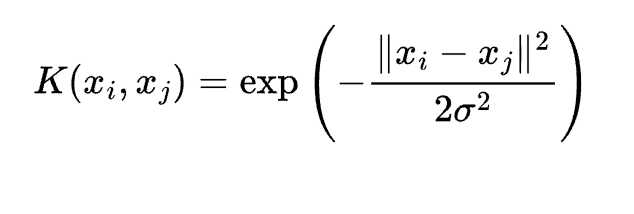 K(x_i, x_j) = exp(-‖x_i - x_j‖² / 2σ²)